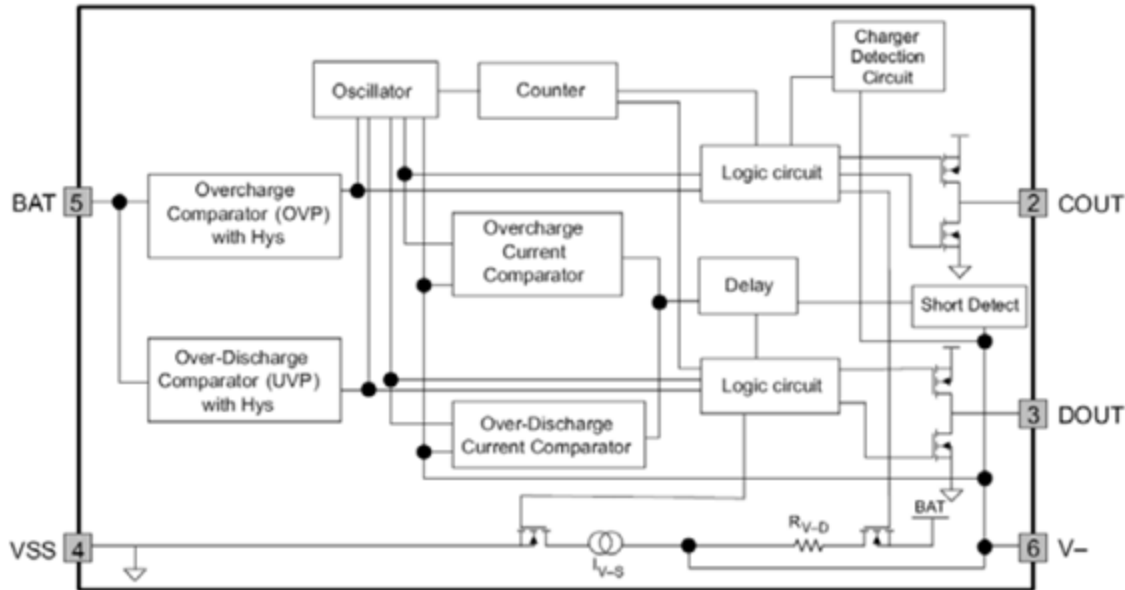 Charger
Detection
Circuit
Oscillator
Counter
Logic circuit
BAT
5
Overcharge
Comparator (OVP)
with Hys
2
COUT
Overcharge
Current
Comparator
Delay
Short Detect
Over-Discharge
Comparator (UVP)
with Hys
Logic circuit
3
DOUT
Over-Discharge
Current Comparator
BAT
RV–D
VSS
4
IV–S
6
V–